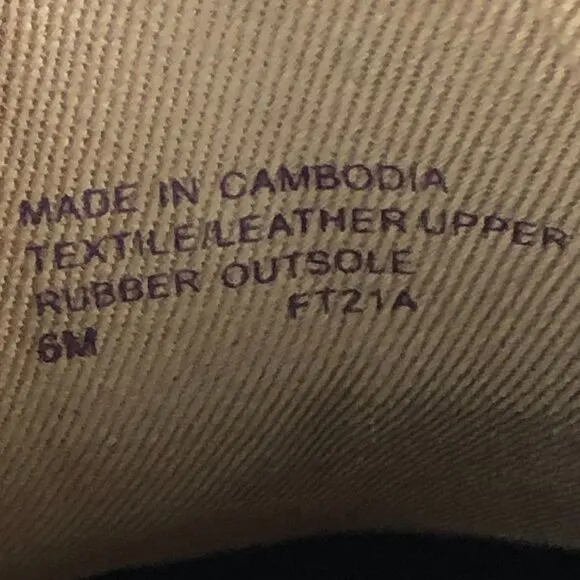 MADE IN CAMBODIA
TEXTILE/LEATHER UPPER
RUBBER OUTSOLE
FT21A
6M